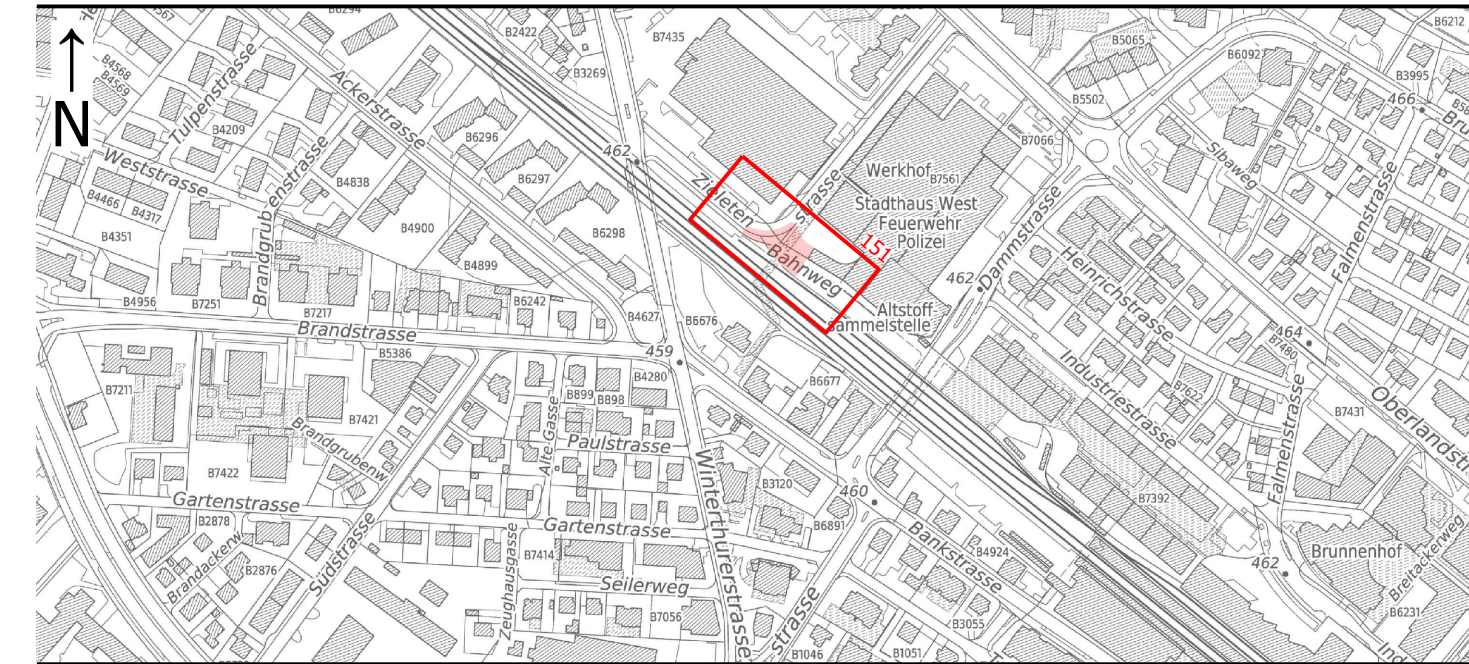 N
B4567
B4568
B4569
Tulpenstrasse
B4209
Weststrasse
B4466
B4317
B4351
Brandgrubenstrasse
B4838
B4900
B4899
B4956
B7251
B7217
Brandstrasse
B6294
Ackerstrasse
B6296
B6297
B6298
B6242
B4627
B2422
B3269
462
B7435
B6676
459
Zieleten
strasse
Bahnweg
151
Werkhof
B7561
Stadthaus West
Feuerwehr
Polizei
Altstoff
sammelstelle
B7066
B5065
B5502
B6092
B6212
B3995
466
Sibaweg
Falmenstrasse
462
Dammstrasse
Heinrichstrasse
Industriestrasse
464
B7480
B7622
B7431
Oberlandstr
Falmenstrasse
B7392
Brunnenhof
Breitackerweg
B6231
462
B7211
B5386
B7421
B7422
Brandgrubenw
Gartenstrasse
B2878
Brandackerw
B2876
Südstrasse
Alte Gasse
B899
B898
B4280
Paulstrasse
Gartenstrasse
B7414
Zeughausgasse
Seilerweg
B7056
Winterthurerstrasse
B6677
B3120
460
B6891
Bankstrasse
B4924
B3055
B1046
B1051
strasse